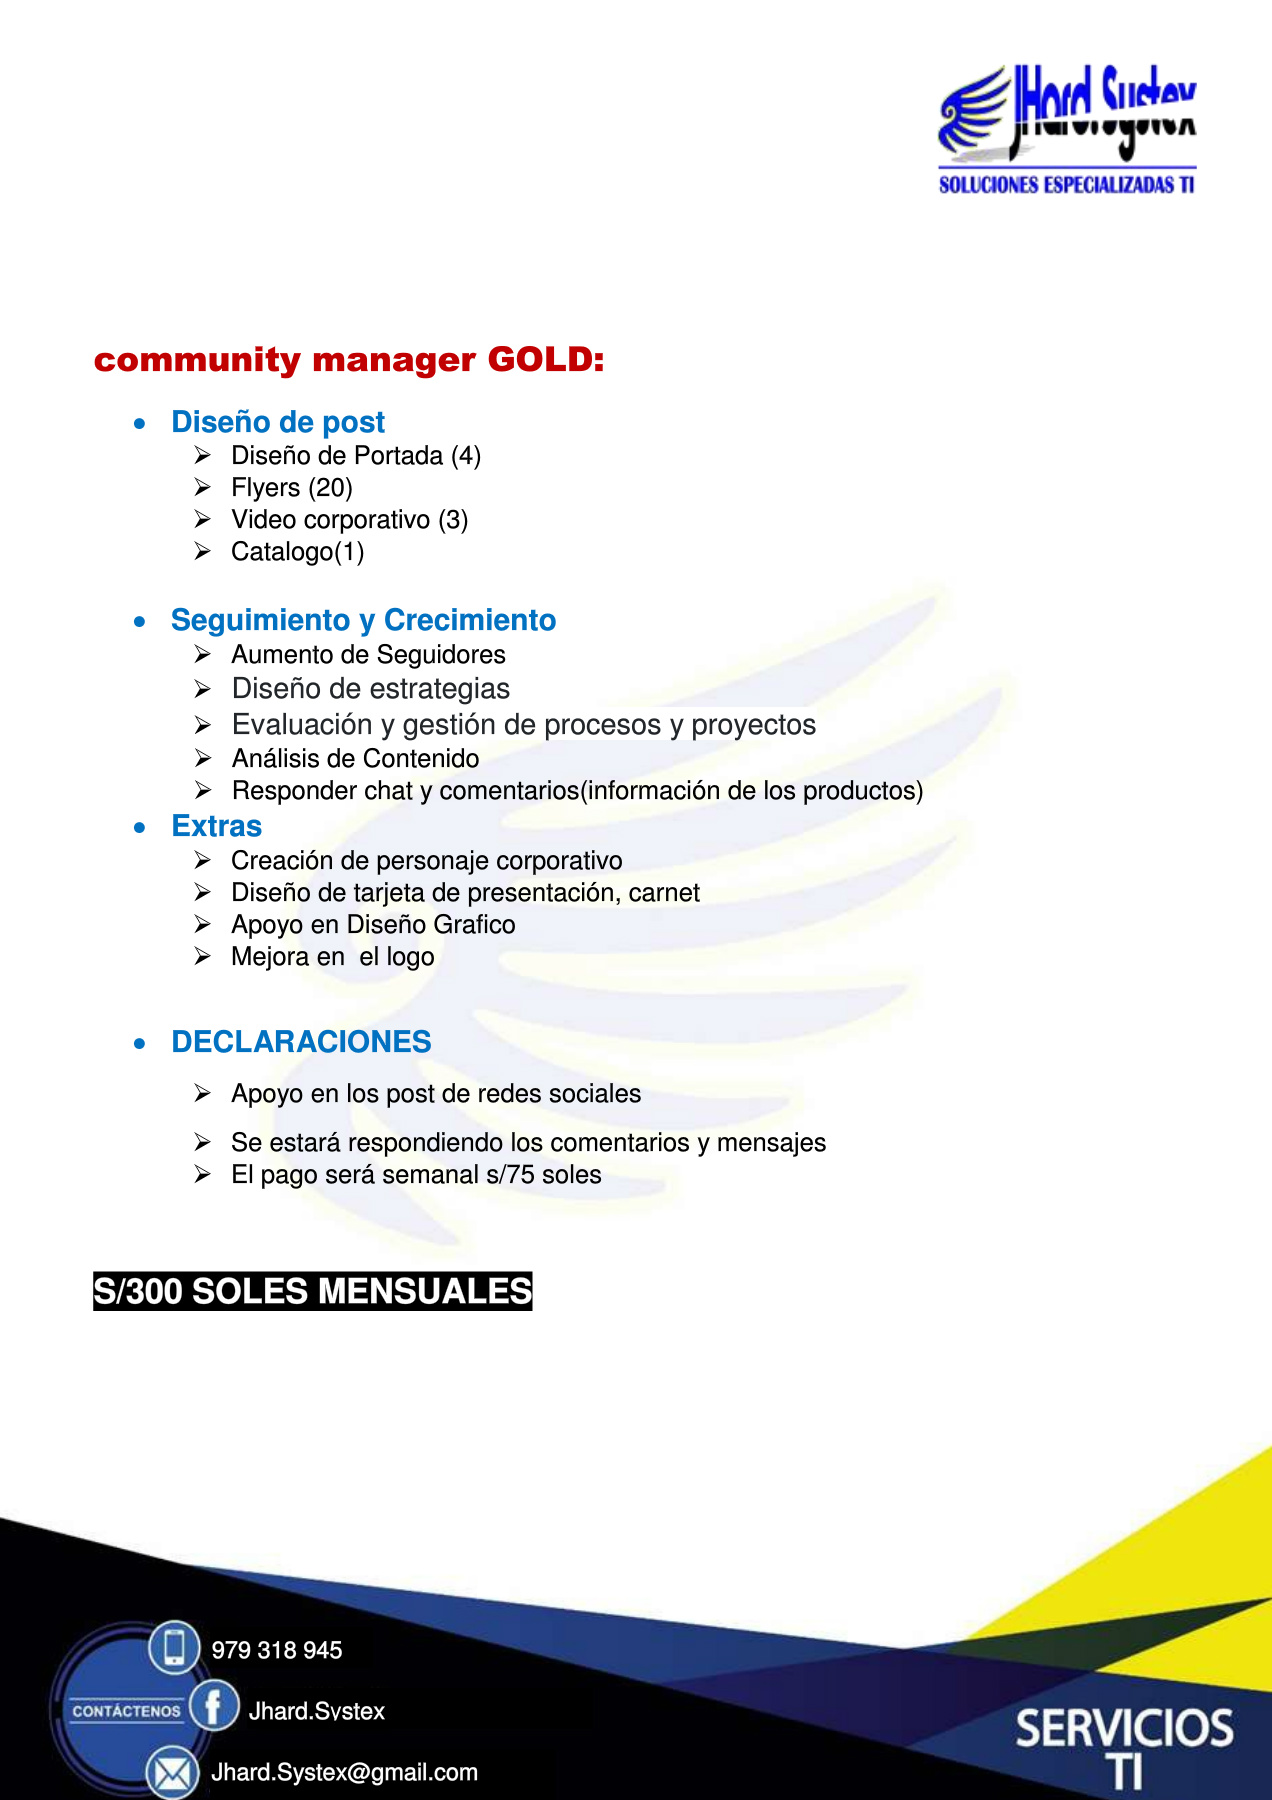 JHard Systex
SOLUCIONES ESPECIALIZADAS TI
community manager GOLD:
Diseño de post
Diseño de Portada (4)
Flyers (20)
Video corporativo (3)
Catalogo(1)
Seguimiento y Crecimiento
Aumento de Seguidores
Diseño de estrategias
Evaluación y gestión de procesos y proyectos
Análisis de Contenido
Responder chat y comentarios(información de los productos)
Extras
Creación de personaje corporativo
Diseño de tarjeta de presentación, carnet
Apoyo en Diseño Grafico
Mejora en  el logo
DECLARACIONES
Apoyo en los post de redes sociales
Se estará respondiendo los comentarios y mensajes
El pago será semanal s/75 soles
S/300 SOLES MENSUALES
979 318 945
CONTÁCTENOS
Jhard.Systex
Jhard.Systex@gmail.com
SERVICIOS
TI